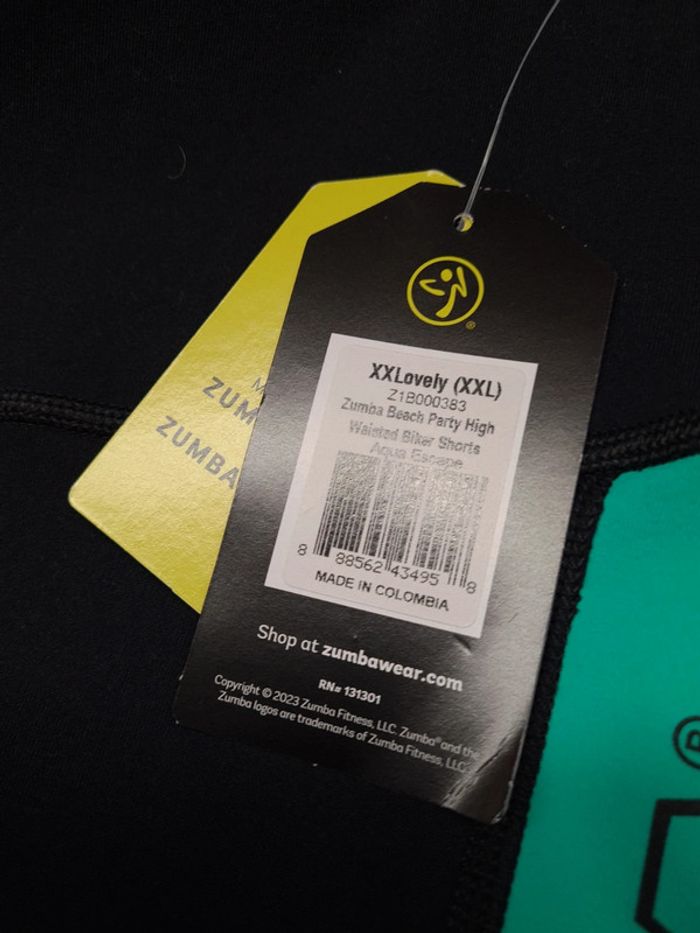 XXLovely (XXL)
Z1B000383
Zumba Beach Party High
Waisted Biker Shorts
Aqua Escape
8 88562 43495 8
MADE IN COLOMBIA
Shop at zumbawear.com
RN# 131301
Copyright © 2023 Zumba Fitness, LLC. Zumba® and the
Zumba logos are trademarks of Zumba Fitness, LLC
ZUM
ZUMBA